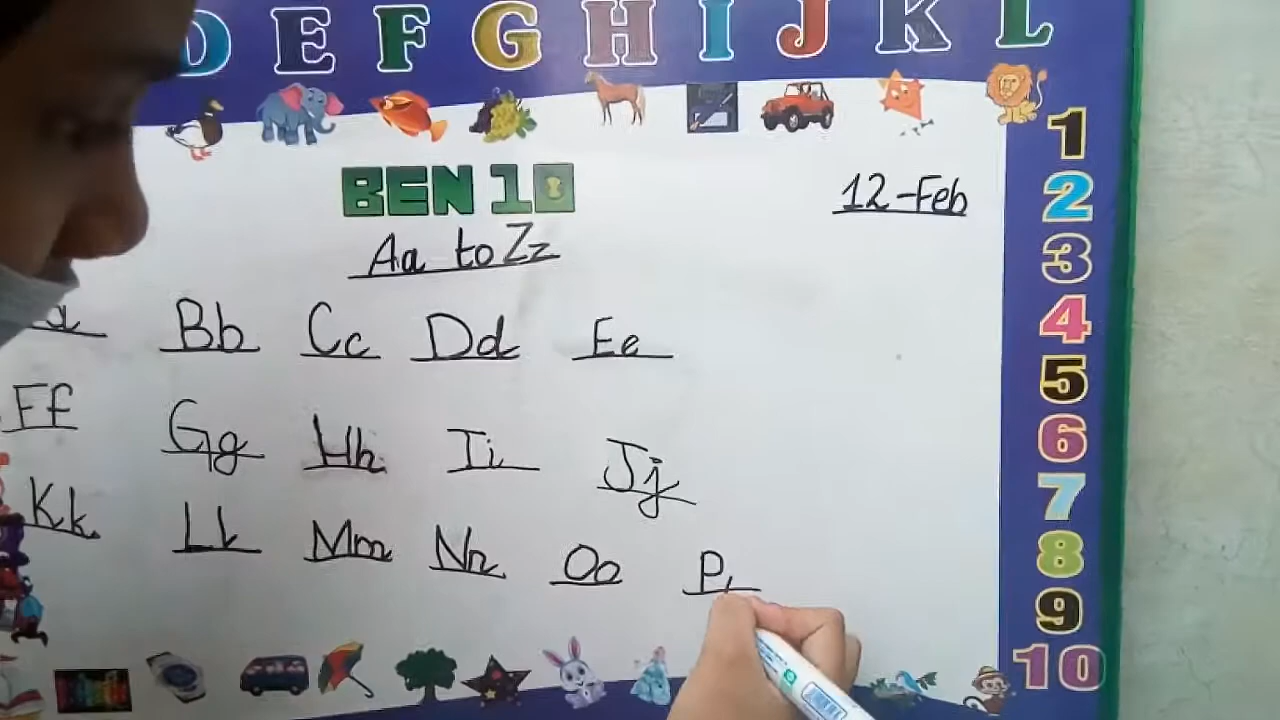 D E F G H I J K L
BEN 10
12-Feb
Aa to Zz
Bb Cc Dd Ee
Ff Gg Hh Ii Jj
Kk Ll Mm Nn Oo P
1
2
3
4
5
6
7
8
9
10